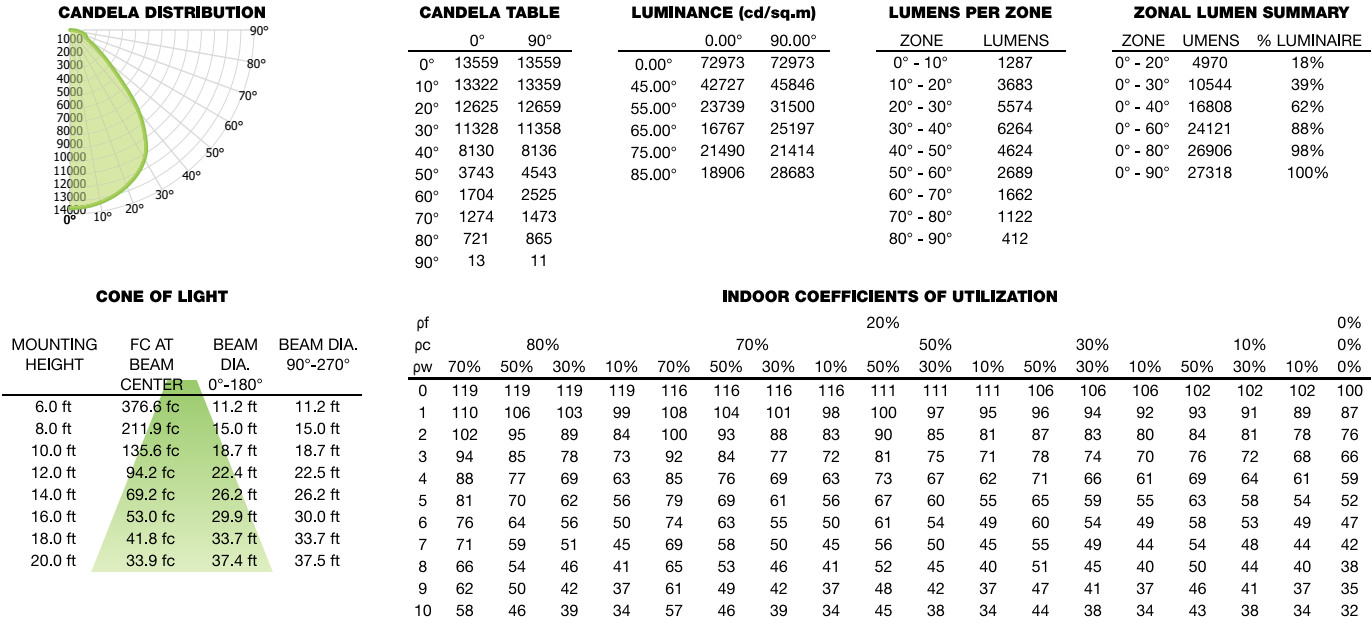 CANDELA DISTRIBUTION
1000
2000
3000
4000
5000
6000
7000
8000
9000
10000
11000
12000
13000
14000
0°
10°
20°
30°
40°
50°
60°
70°
80°
90°
CANDELA TABLE
0° 90°
0° 13559 13559
10° 13322 13359
20° 12625 12659
30° 11328 11358
40° 8130 8136
50° 3743 4543
60° 1704 2525
70° 1274 1473
80° 721 865
90° 13 11
LUMINANCE (cd/sq.m)
0.00° 90.00°
0.00° 72973 72973
45.00° 42727 45846
55.00° 23739 31500
65.00° 16767 25197
75.00° 21490 21414
85.00° 18906 28683
LUMENS PER ZONE
ZONE LUMENS
0° - 10° 1287
10° - 20° 3683
20° - 30° 5574
30° - 40° 6264
40° - 50° 4624
50° - 60° 2689
60° - 70° 1662
70° - 80° 1122
80° - 90° 412
ZONAL LUMEN SUMMARY
ZONE UMENS % LUMINAIRE
0° - 20° 4970 18%
0° - 30° 10544 39%
0° - 40° 16808 62%
0° - 60° 24121 88%
0° - 80° 26906 98%
0° - 90° 27318 100%
CONE OF LIGHT
MOUNTING FC AT BEAM BEAM DIA.
HEIGHT BEAM DIA. 90°-270°
CENTER 0°-180°
6.0 ft 376.6 fc 11.2 ft 11.2 ft
8.0 ft 211.9 fc 15.0 ft 15.0 ft
10.0 ft 135.6 fc 18.7 ft 18.7 ft
12.0 ft 94.2 fc 22.4 ft 22.5 ft
14.0 ft 69.2 fc 26.2 ft 26.2 ft
16.0 ft 53.0 fc 29.9 ft 30.0 ft
18.0 ft 41.8 fc 33.7 ft 33.7 ft
20.0 ft 33.9 fc 37.4 ft 37.5 ft
INDOOR COEFFICIENTS OF UTILIZATION
ρf 20% 0%
ρc 80% 70% 50% 30% 10% 0%
ρw 70% 50% 30% 10% 70% 50% 30% 10% 50% 30% 10% 50% 30% 10% 50% 30% 10% 0%
0 119 119 119 119 116 116 116 116 111 111 111 106 106 106 102 102 102 100
1 110 106 103 99 108 104 101 98 100 97 95 96 94 92 93 91 89 87
2 102 95 89 84 100 93 88 83 90 85 81 87 83 80 84 81 78 76
3 94 85 78 73 92 84 77 72 81 75 71 78 74 70 76 72 68 66
4 88 77 69 63 85 76 69 63 73 67 62 71 66 61 69 64 61 59
5 81 70 62 56 79 69 61 56 67 60 55 65 59 55 63 58 54 52
6 76 64 56 50 74 63 55 50 61 54 49 60 54 49 58 53 49 47
7 71 59 51 45 69 58 50 45 56 50 45 55 49 44 54 48 44 42
8 66 54 46 41 65 53 46 41 52 45 40 51 45 40 50 44 40 38
9 62 50 42 37 61 49 42 37 48 42 37 47 41 37 46 41 37 35
10 58 46 39 34 57 46 39 34 45 38 34 44 38 34 43 38 34 32